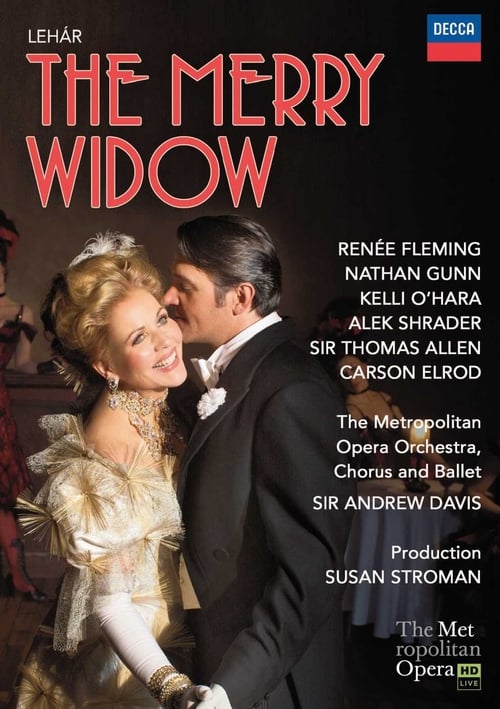 LEHÁR
DECCA
THE MERRY
WIDOW
RENÉE FLEMING
NATHAN GUNN
KELLI O'HARA
ALEK SHRADER
SIR THOMAS ALLEN
CARSON ELROD
The Metropolitan
Opera Orchestra,
Chorus and Ballet
SIR ANDREW DAVIS
Production
SUSAN STROMAN
The Met
ropolitan
Opera HD
LIVE